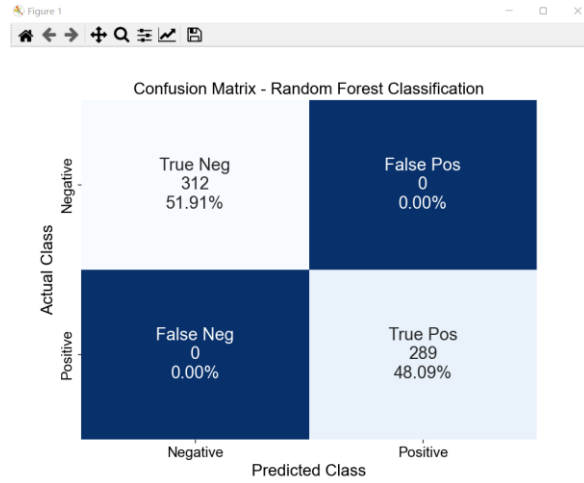 Figure 1
Confusion Matrix - Random Forest Classification
True Neg
312
51.91%
False Pos
0
0.00%
False Neg
0
0.00%
True Pos
289
48.09%
Negative
Positive
Actual Class
Negative
Positive
Predicted Class